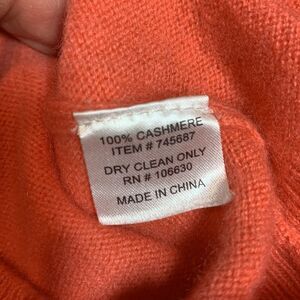 100% CASHMERE
ITEM # 745687
DRY CLEAN ONLY
RN # 106630
MADE IN CHINA